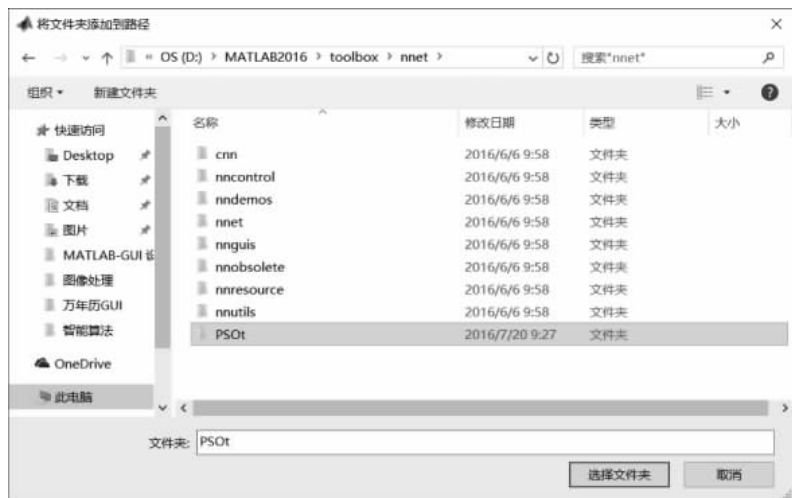 将文件夹添加到路径
« OS (D:) > MATLAB2016 > toolbox > nnet >
搜索"nnet"
组织 新建文件夹
名称 修改日期 类型 大小
快速访问
Desktop
下载
文档
图片
MATLAB-GUI 设
图像处理
万年历GUI
智能算法
OneDrive
此电脑
cnn 2016/6/6 9:58 文件夹
nncontrol 2016/6/6 9:58 文件夹
nndemos 2016/6/6 9:58 文件夹
nnet 2016/6/6 9:58 文件夹
nnguis 2016/6/6 9:58 文件夹
nnobsolete 2016/6/6 9:58 文件夹
nnresource 2016/6/6 9:58 文件夹
nnutils 2016/6/6 9:58 文件夹
PSOt 2016/7/20 9:27 文件夹
文件夹: PSOt
选择文件夹 取消